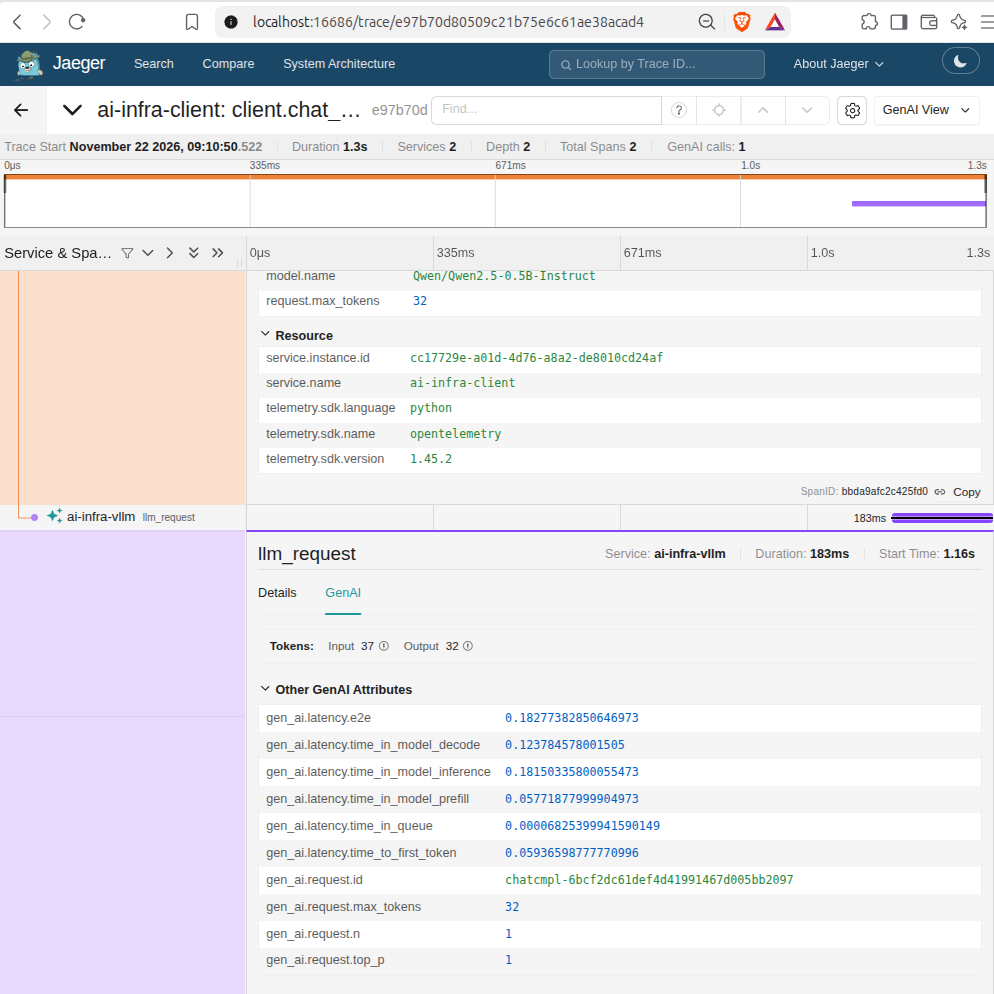 localhost:16686/trace/e97b70d80509c21b75e6c61ae38acad4
Jaeger Search Compare System Architecture Lookup by Trace ID... About Jaeger
ai-infra-client: client.chat_… e97b70d Find... ? GenAI View
Trace Start November 22 2026, 09:10:50.522 Duration 1.3s Services 2 Depth 2 Total Spans 2 GenAI calls: 1
0μs 335ms 671ms 1.0s 1.3s
Service & Spa… 0μs 335ms 671ms 1.0s 1.3s
model.name Qwen/Qwen2.5-0.5B-Instruct
request.max_tokens 32
Resource
service.instance.id cc17729e-a01d-4d76-a8a2-de8010cd24af
service.name ai-infra-client
telemetry.sdk.language python
telemetry.sdk.name opentelemetry
telemetry.sdk.version 1.45.2
SpanID: bbda9afc2c425fd0 Copy
ai-infra-vllm llm_request 183ms
llm_request Service: ai-infra-vllm Duration: 183ms Start Time: 1.16s
Details GenAI
Tokens: Input 37 Output 32
Other GenAI Attributes
gen_ai.latency.e2e 0.18277382850646973
gen_ai.latency.time_in_model_decode 0.123784578001505
gen_ai.latency.time_in_model_inference 0.18150335800055473
gen_ai.latency.time_in_model_prefill 0.05771877999904973
gen_ai.latency.time_in_queue 0.00006825399941590149
gen_ai.latency.time_to_first_token 0.05936598777770996
gen_ai.request.id chatcmpl-6bcf2dc61def4d41991467d005bb2097
gen_ai.request.max_tokens 32
gen_ai.request.n 1
gen_ai.request.top_p 1